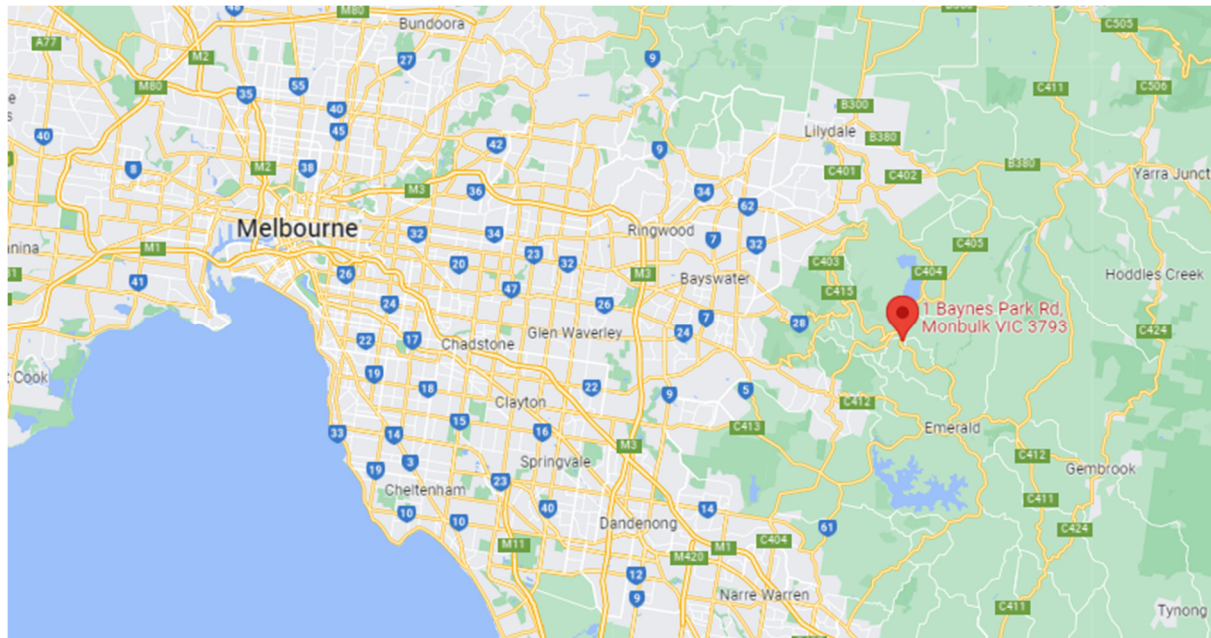 M80
Bundoora
B300
C505
A77
M2
27
9
C411
C506
M80
55
35
40
B300
40
45
Lilydale
B380
42
9
8
M2
38
C401
B380
C402
Yarra Junct
M3
36
34
62
Melbourne
32
34
Ringwood
7
32
C405
M1
23
32
C403
Hoddles Creek
41
26
20
M3
Bayswater
C404
47
C415
24
26
7
28
1 Baynes Park Rd,
Monbulk VIC 3793
Glen Waverley
24
C424
22
17
Chadstone
Cook
19
18
22
9
5
Clayton
C412
15
C413
Emerald
33
14
16
M3
3
Springvale
C412
19
Gembrook
Cheltenham
23
C411
10
10
40
14
Dandenong
61
C424
M11
C404
M1
M420
12
9
Narre Warren
C411
Tynong